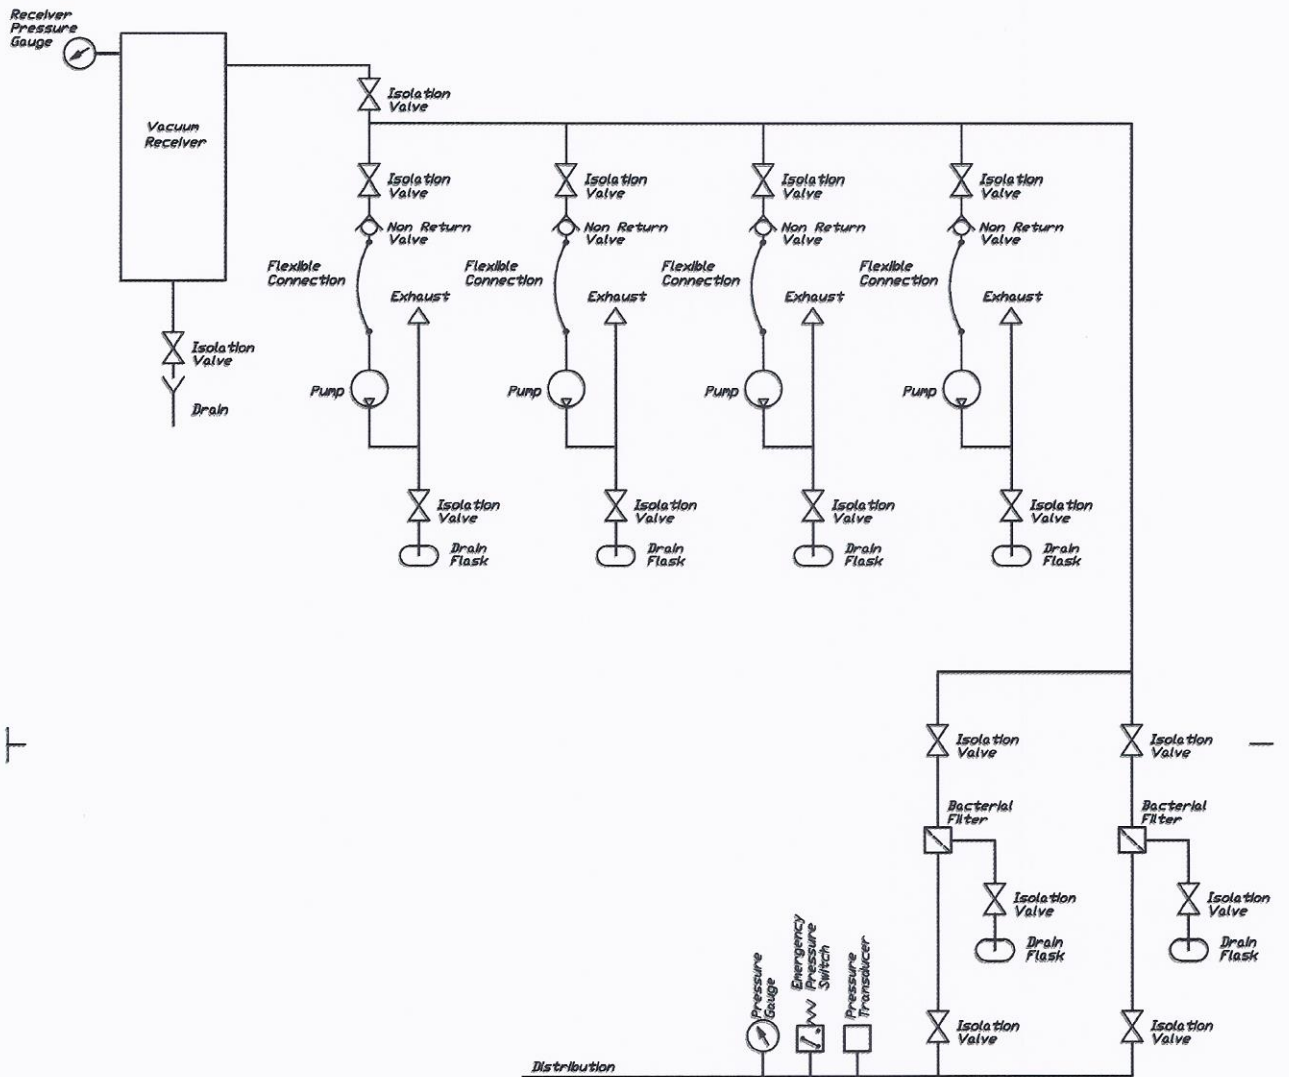 Receiver
Pressure
Gauge
Vacuum
Receiver
Isolation
Valve
Isolation
Valve
Isolation
Valve
Isolation
Valve
Isolation
Valve
Non Return
Valve
Non Return
Valve
Non Return
Valve
Non Return
Valve
Flexible
Connection
Flexible
Connection
Flexible
Connection
Flexible
Connection
Exhaust
Exhaust
Exhaust
Exhaust
Isolation
Valve
Drain
Pump
Pump
Pump
Pump
Isolation
Valve
Isolation
Valve
Isolation
Valve
Isolation
Valve
Drain
Flask
Drain
Flask
Drain
Flask
Drain
Flask
Isolation
Valve
Isolation
Valve
Bacterial
Filter
Bacterial
Filter
Isolation
Valve
Isolation
Valve
Drain
Flask
Drain
Flask
Pressure
Gauge
Emergency
Pressure
Switch
Pressure
Transducer
Isolation
Valve
Isolation
Valve
Distribution